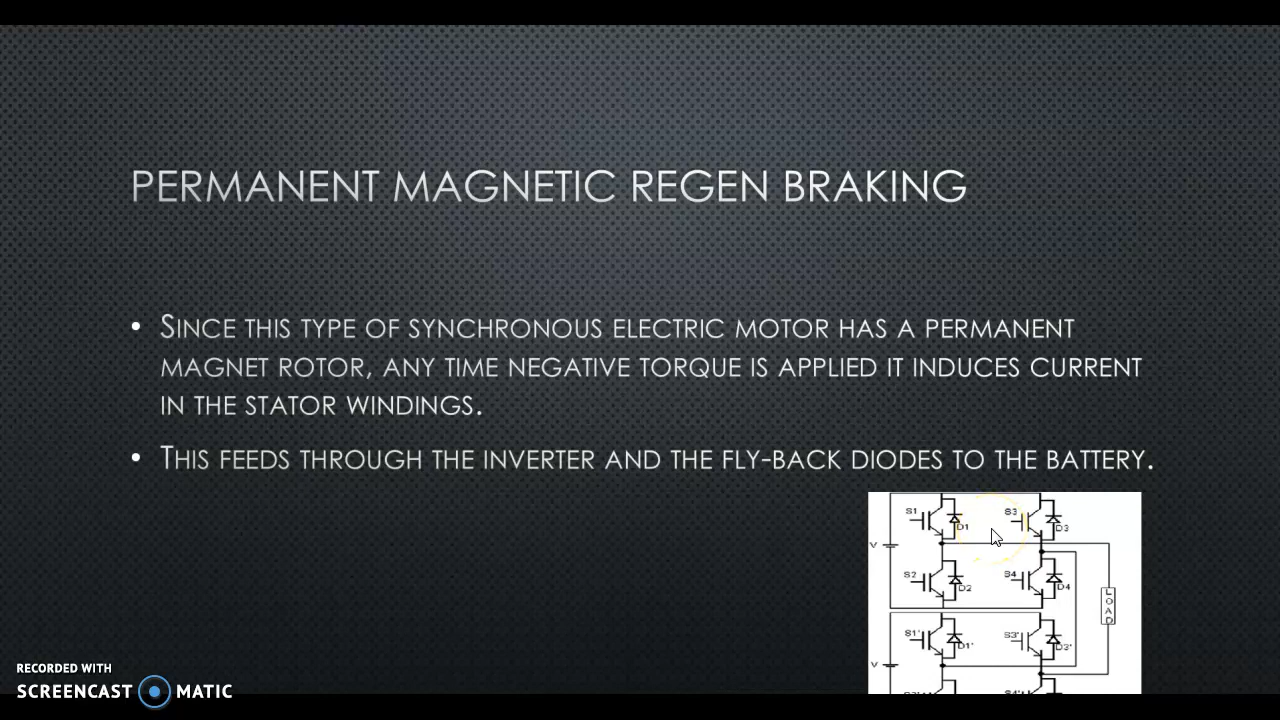 PERMANENT MAGNETIC REGEN BRAKING
• SINCE THIS TYPE OF SYNCHRONOUS ELECTRIC MOTOR HAS A PERMANENT
MAGNET ROTOR, ANY TIME NEGATIVE TORQUE IS APPLIED IT INDUCES CURRENT
IN THE STATOR WINDINGS.
• THIS FEEDS THROUGH THE INVERTER AND THE FLY-BACK DIODES TO THE BATTERY.
S1 D1 S3 D3
V
S2 D2 S4 D4
LOAD
S1' D1' S3' D3'
V
RECORDED WITH
SCREENCAST MATIC